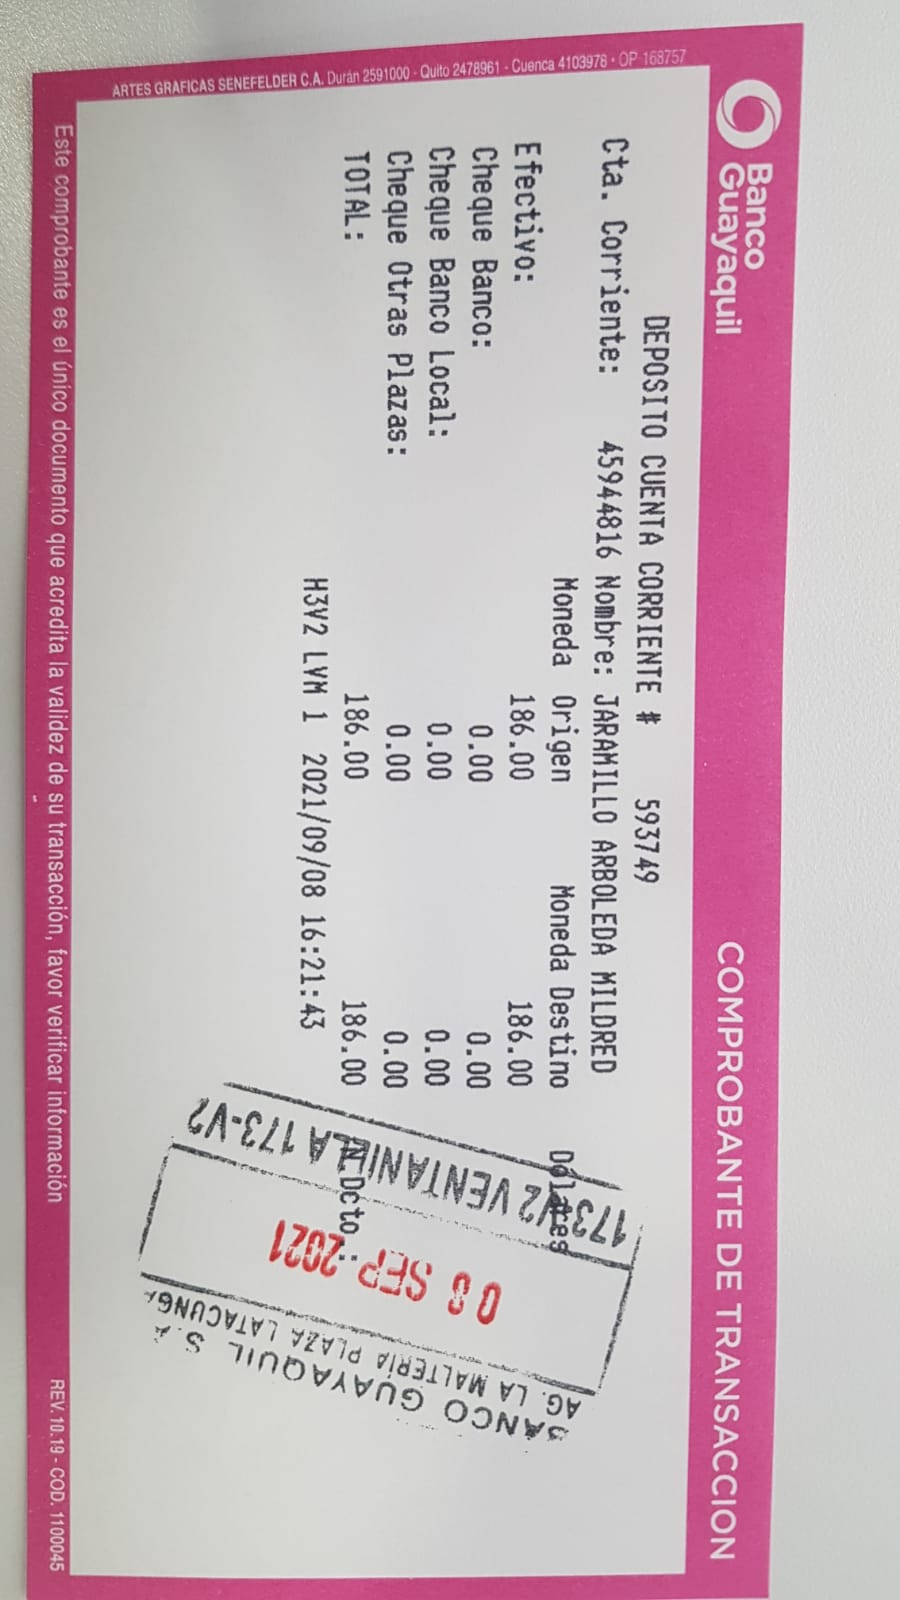 Banco
Guayaquil
COMPROBANTE DE TRANSACCION
ARTES GRAFICAS SENEFELDER C.A. Durán 2591000 - Quito 2478961 - Cuenca 4103978 • OP 168757
DEPOSITO CUENTA CORRIENTE # 593749
Cta. Corriente: 45944816 Nombre: JARAMILLO ARBOLEDA MILDRED
Moneda Origen Moneda Destino Dólares
Efectivo: 186.00 186.00
Cheque Banco: 0.00 0.00
Cheque Banco Local: 0.00 0.00
Cheque Otras Plazas: 0.00 0.00
TOTAL: 186.00 186.00 N.Dcto.:
H3V2 LVM 1 2021/09/08 16:21:43
BANCO GUAYAQUIL S.A.
AG. LA MALTERIA PLAZA LATACUNGA
08 SEP 2021
173-V2 VENTANILLA 173-V2
Este comprobante es el único documento que acredita la validez de su transacción, favor verificar información
REV. 10.19 - COD. 1100045